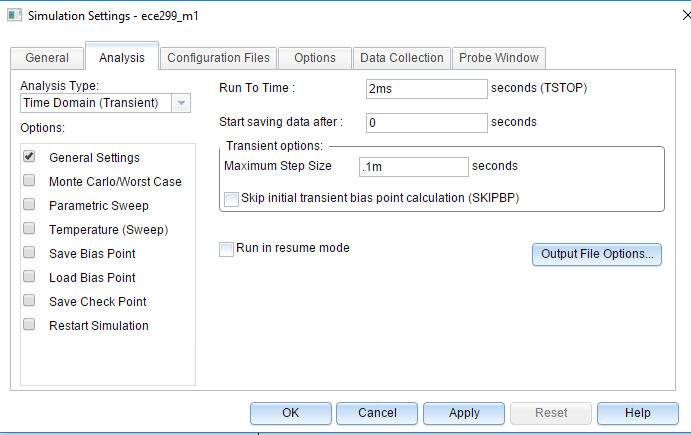 Simulation Settings - ece299_m1
General
Analysis
Configuration Files
Options
Data Collection
Probe Window
Analysis Type:
Time Domain (Transient)
Options:
General Settings
Monte Carlo/Worst Case
Parametric Sweep
Temperature (Sweep)
Save Bias Point
Load Bias Point
Save Check Point
Restart Simulation
Run To Time :
2ms
seconds (TSTOP)
Start saving data after :
0
seconds
Transient options:
Maximum Step Size
.1m
seconds
Skip initial transient bias point calculation (SKIPBP)
Run in resume mode
Output File Options...
OK
Cancel
Apply
Reset
Help